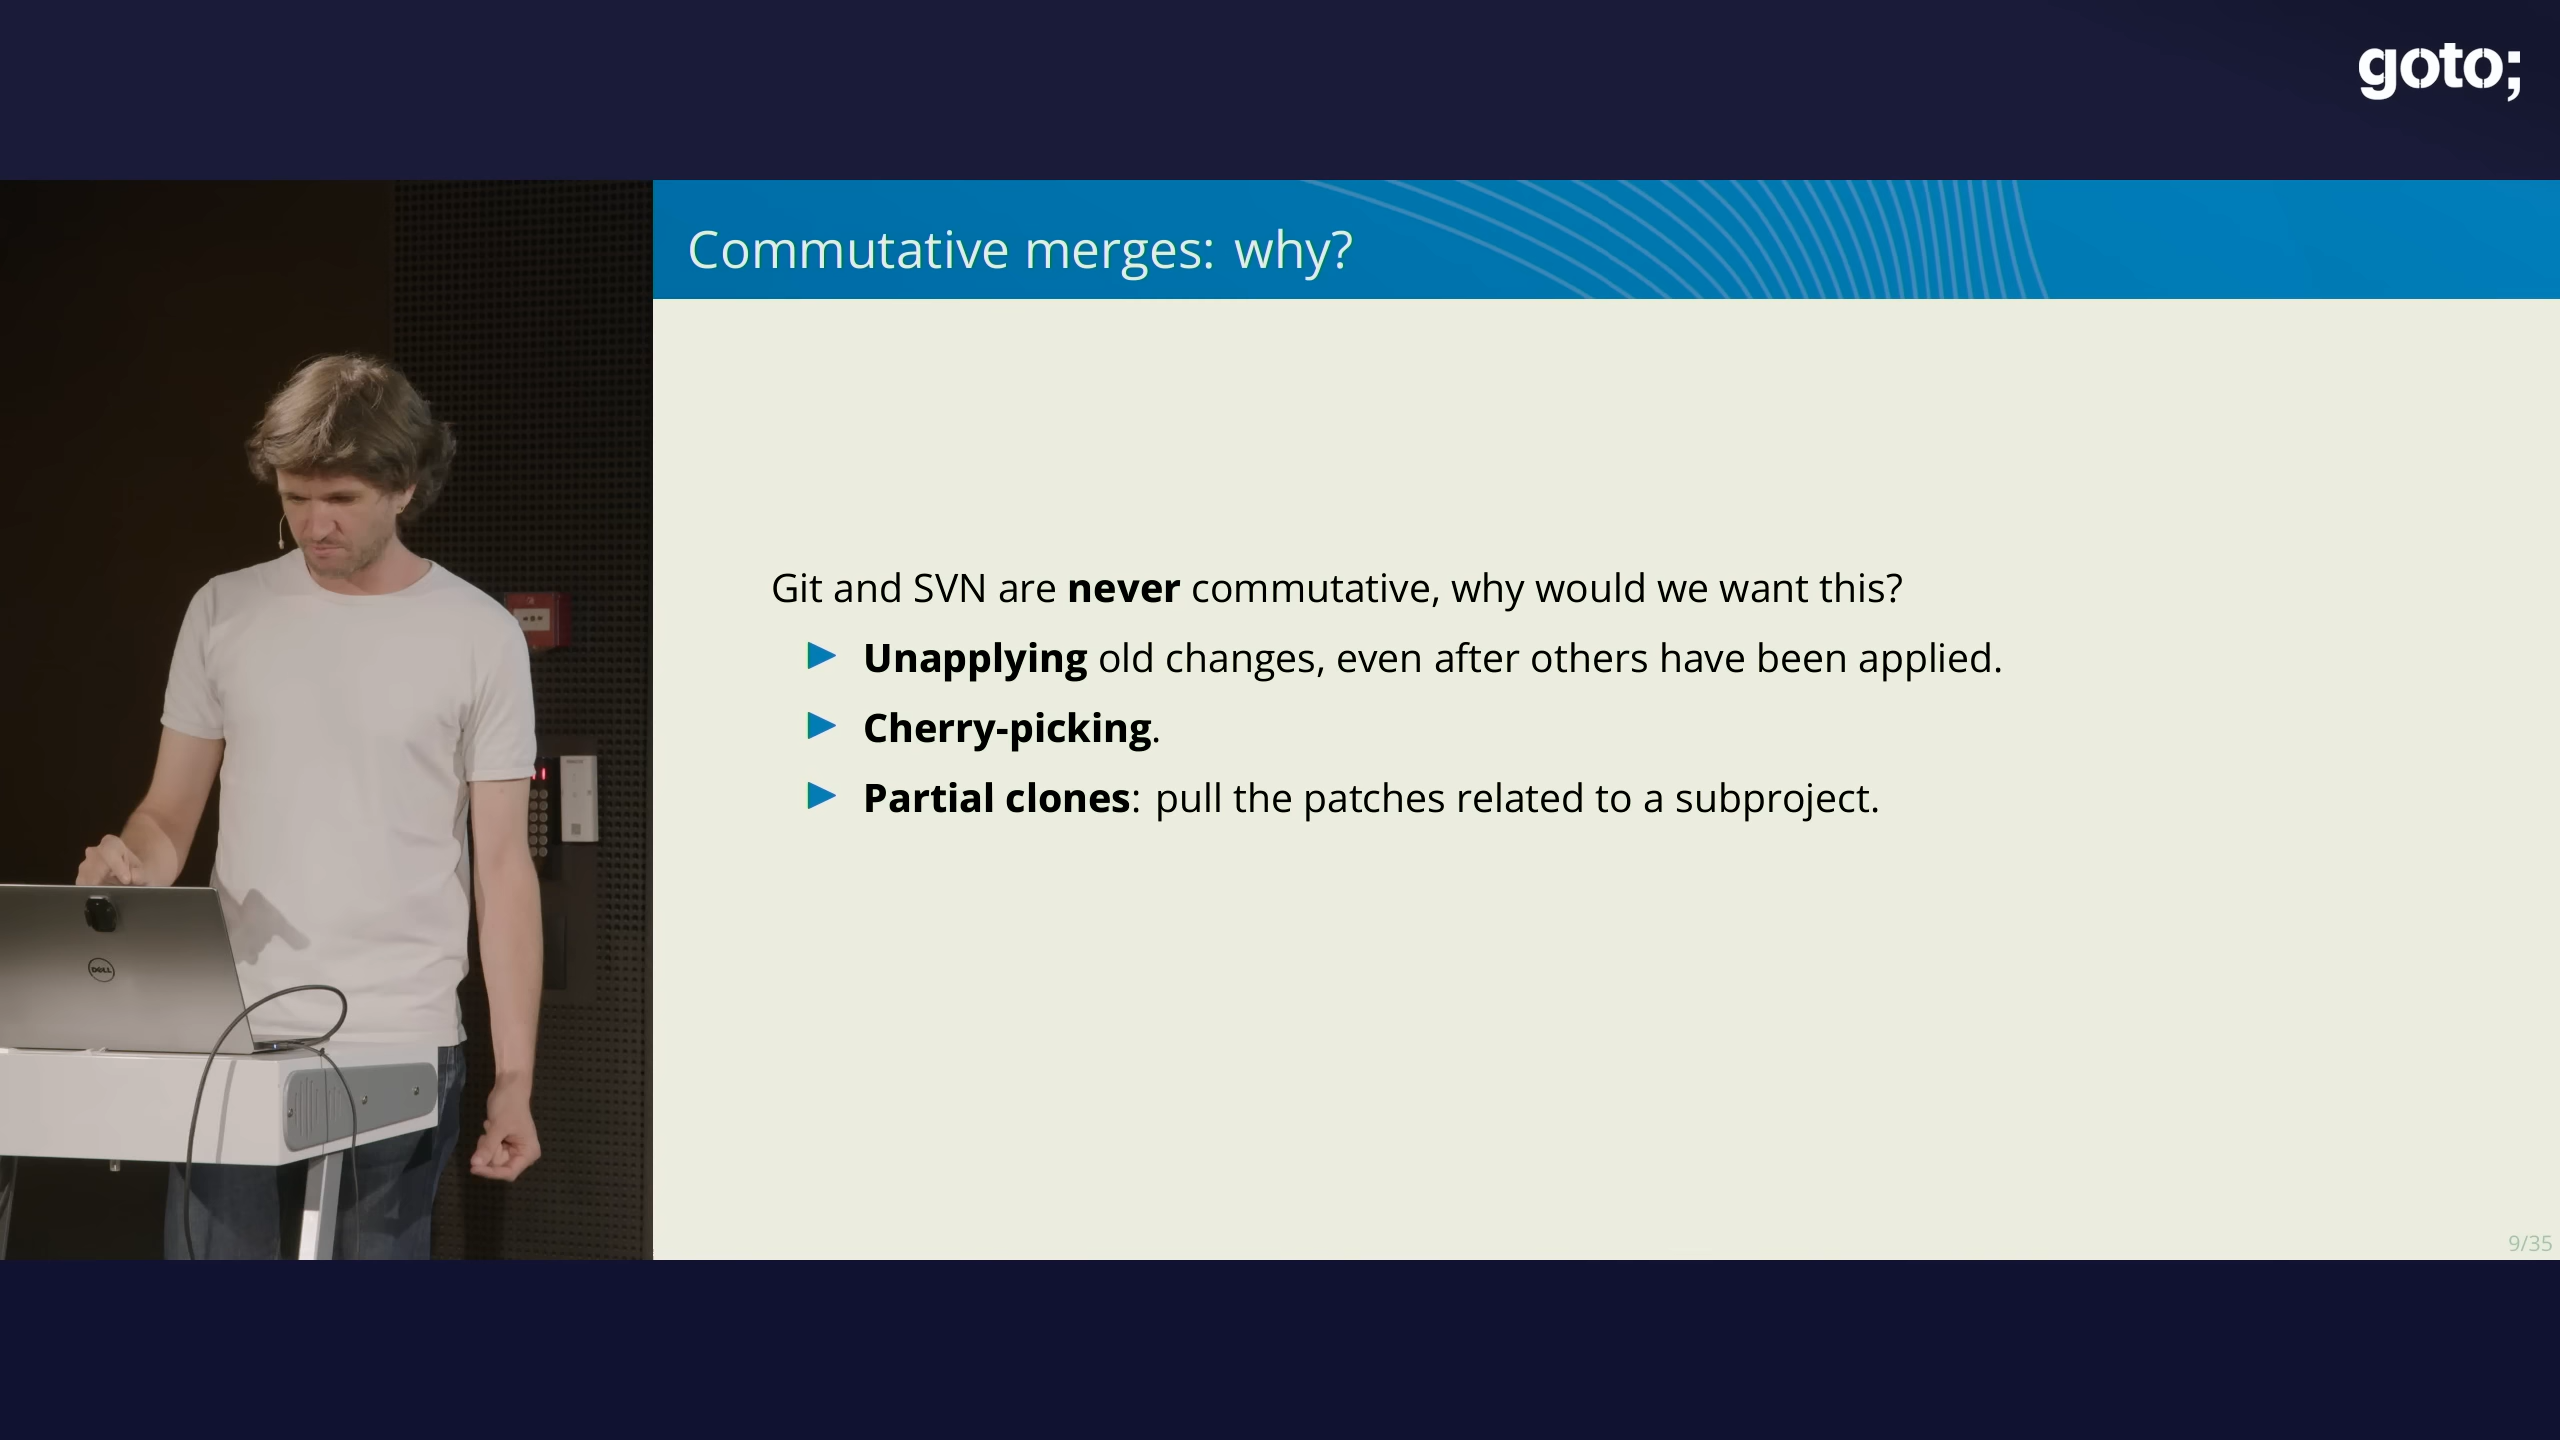 goto;
Commutative merges: why?
Git and SVN are never commutative, why would we want this?
Unapplying old changes, even after others have been applied.
Cherry-picking.
Partial clones: pull the patches related to a subproject.
DELL
9/35